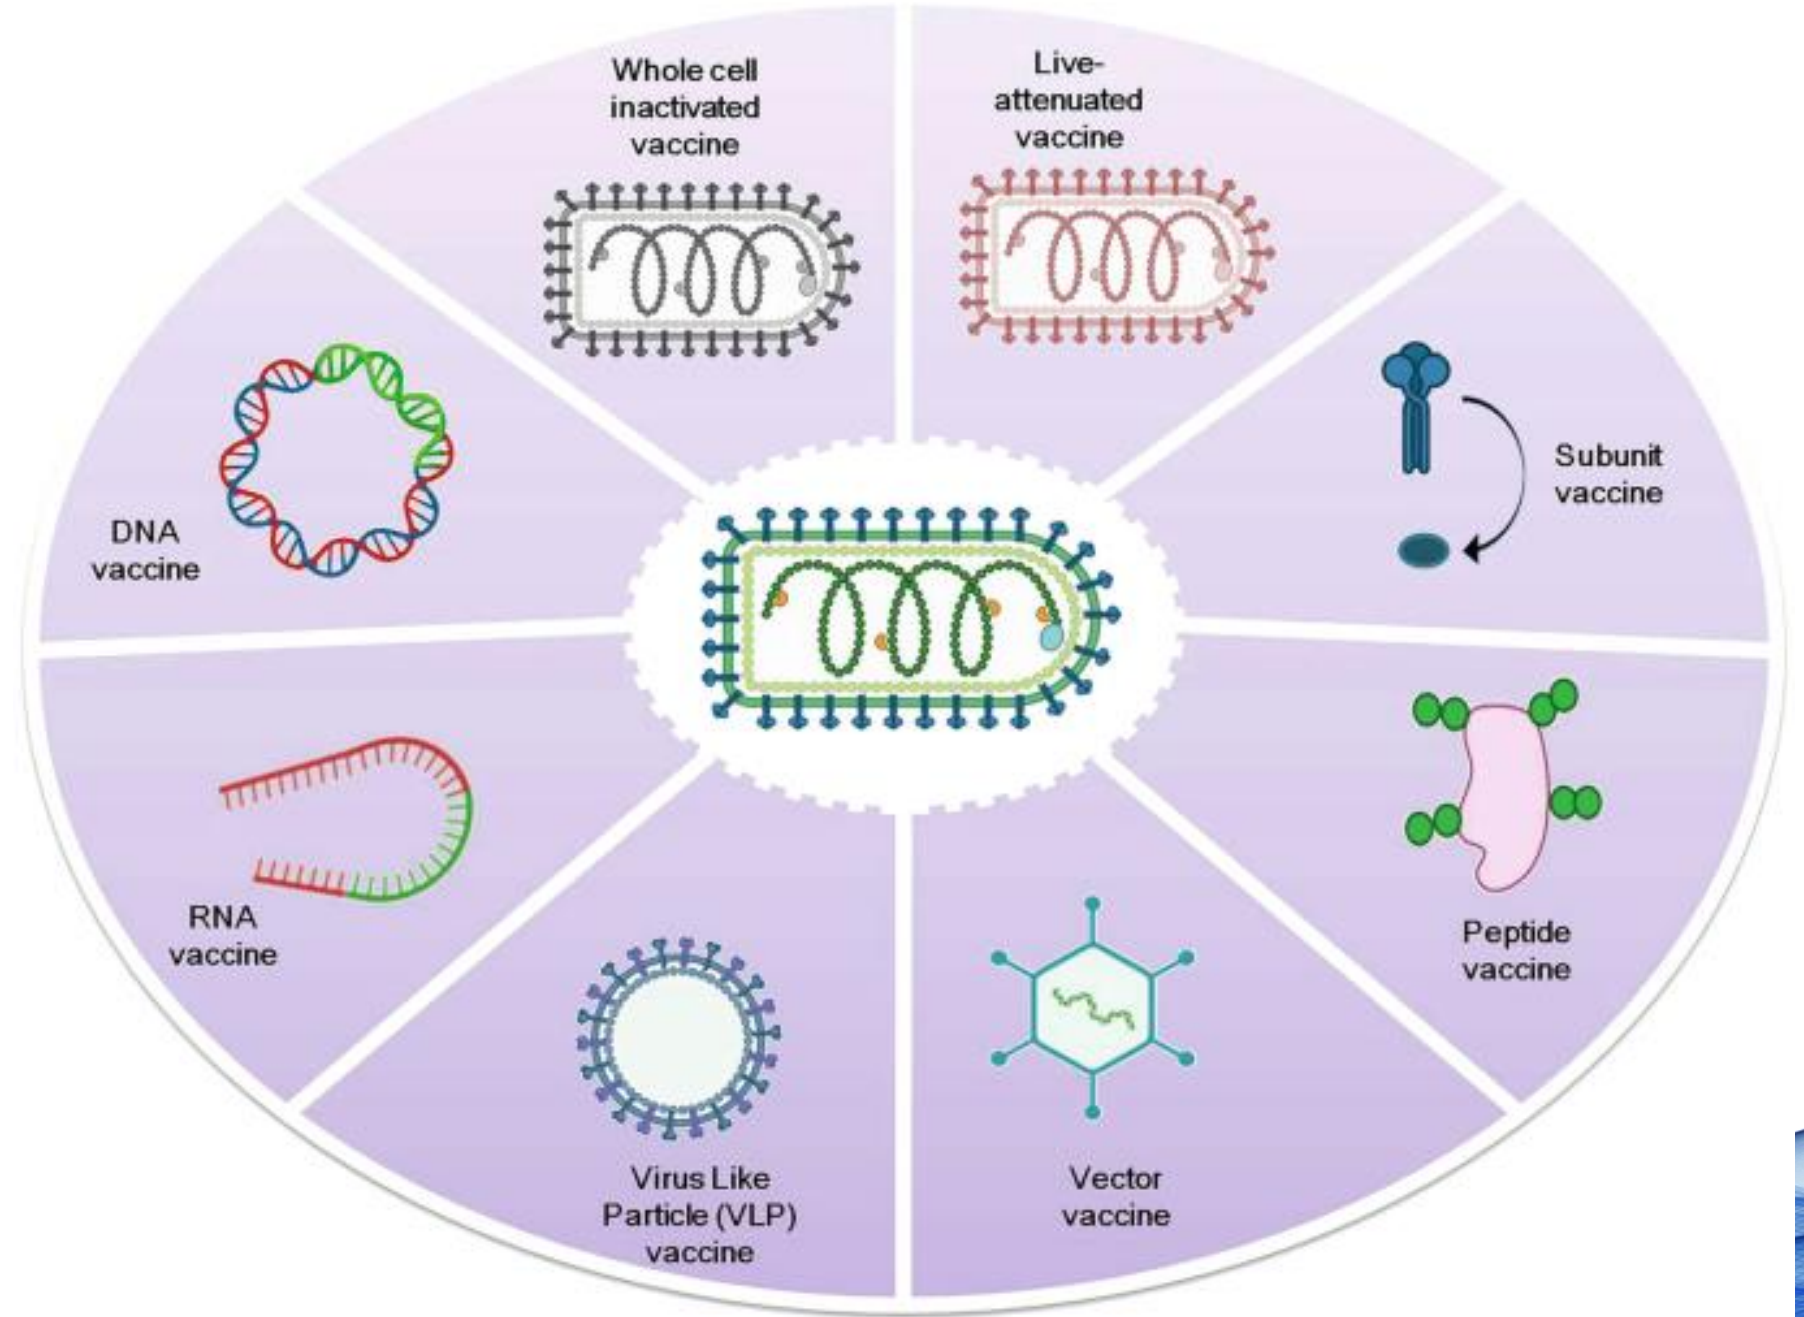 Whole cell
inactivated
vaccine
Live-
attenuated
vaccine
Subunit
vaccine
DNA
vaccine
Peptide
vaccine
RNA
vaccine
Virus Like
Particle (VLP)
vaccine
Vector
vaccine